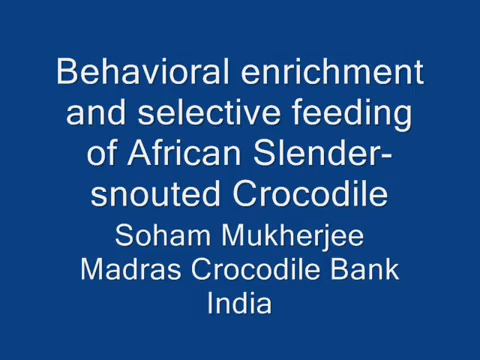 Behavioral enrichment
and selective feeding
of African Slender-
snouted Crocodile
Soham Mukherjee
Madras Crocodile Bank
India